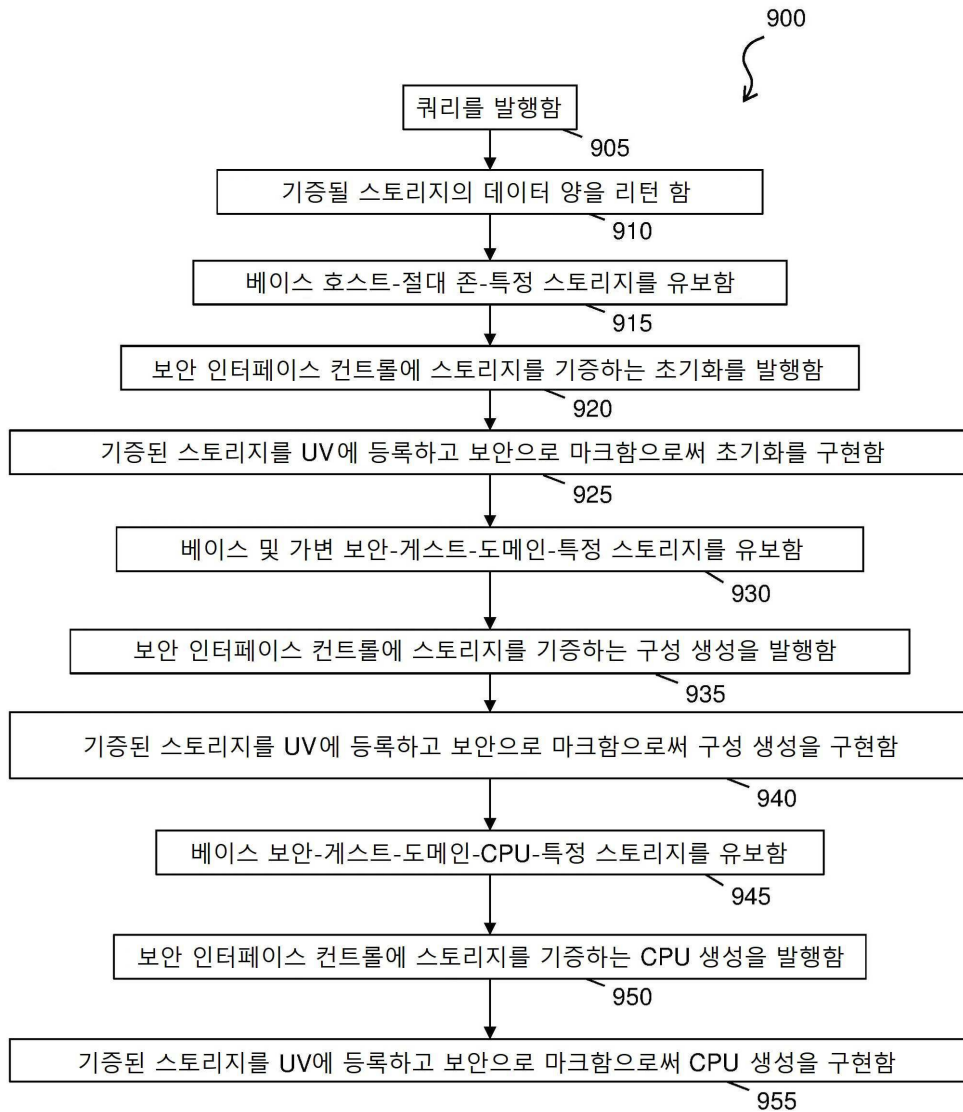 900
쿼리를 발행함
905
기증될 스토리지의 데이터 양을 리턴 함
910
베이스 호스트-절대 존-특정 스토리지를 유보함
915
보안 인터페이스 컨트롤에 스토리지를 기증하는 초기화를 발행함
920
기증된 스토리지를 UV에 등록하고 보안으로 마크함으로써 초기화를 구현함
925
베이스 및 가변 보안-게스트-도메인-특정 스토리지를 유보함
930
보안 인터페이스 컨트롤에 스토리지를 기증하는 구성 생성을 발행함
935
기증된 스토리지를 UV에 등록하고 보안으로 마크함으로써 구성 생성을 구현함
940
베이스 보안-게스트-도메인-CPU-특정 스토리지를 유보함
945
보안 인터페이스 컨트롤에 스토리지를 기증하는 CPU 생성을 발행함
950
기증된 스토리지를 UV에 등록하고 보안으로 마크함으로써 CPU 생성을 구현함
955